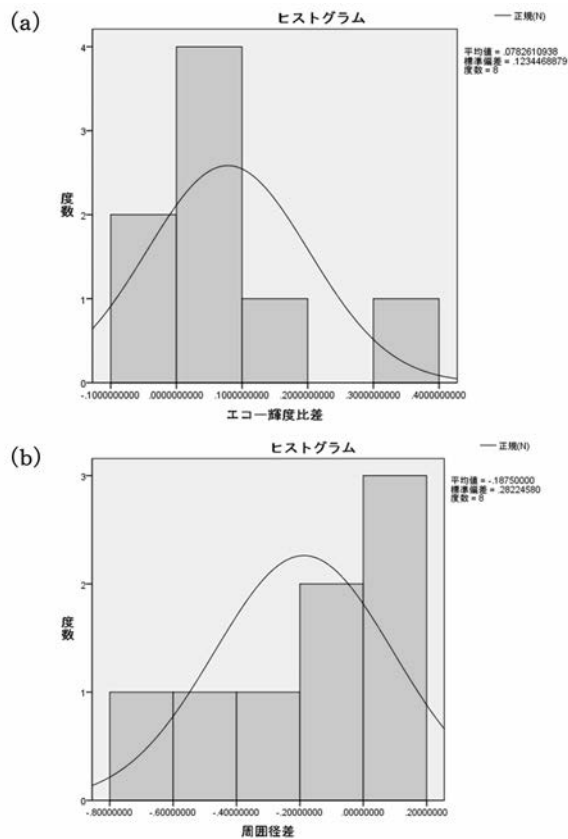 (a)
ヒストグラム
正規(N)
平均値 = .0782610938
標準偏差 = .1234468879
度数 = 8
度数
4
3
2
1
0
-.1000000000 .0000000000 .1000000000 .2000000000 .3000000000 .4000000000
エコー輝度比差
(b)
ヒストグラム
正規(N)
平均値 = -.18750000
標準偏差 = .28224580
度数 = 8
度数
3
2
1
0
-.80000000 -.60000000 -.40000000 -.20000000 .00000000 .20000000
周囲径差